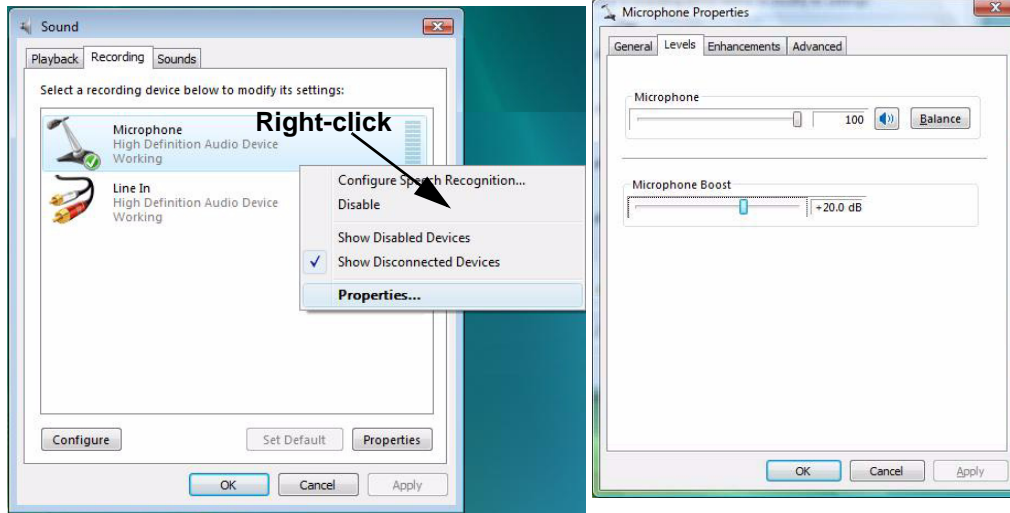 Sound
Playback Recording Sounds
Select a recording device below to modify its settings:
Microphone
High Definition Audio Device
Working
Line In
High Definition Audio Device
Working
Right-click
Configure Speech Recognition...
Disable
Show Disabled Devices
Show Disconnected Devices
Properties...
Configure Set Default Properties
OK Cancel Apply
Microphone Properties
General Levels Enhancements Advanced
Microphone
100 Balance
Microphone Boost
+20.0 dB
OK Cancel Apply